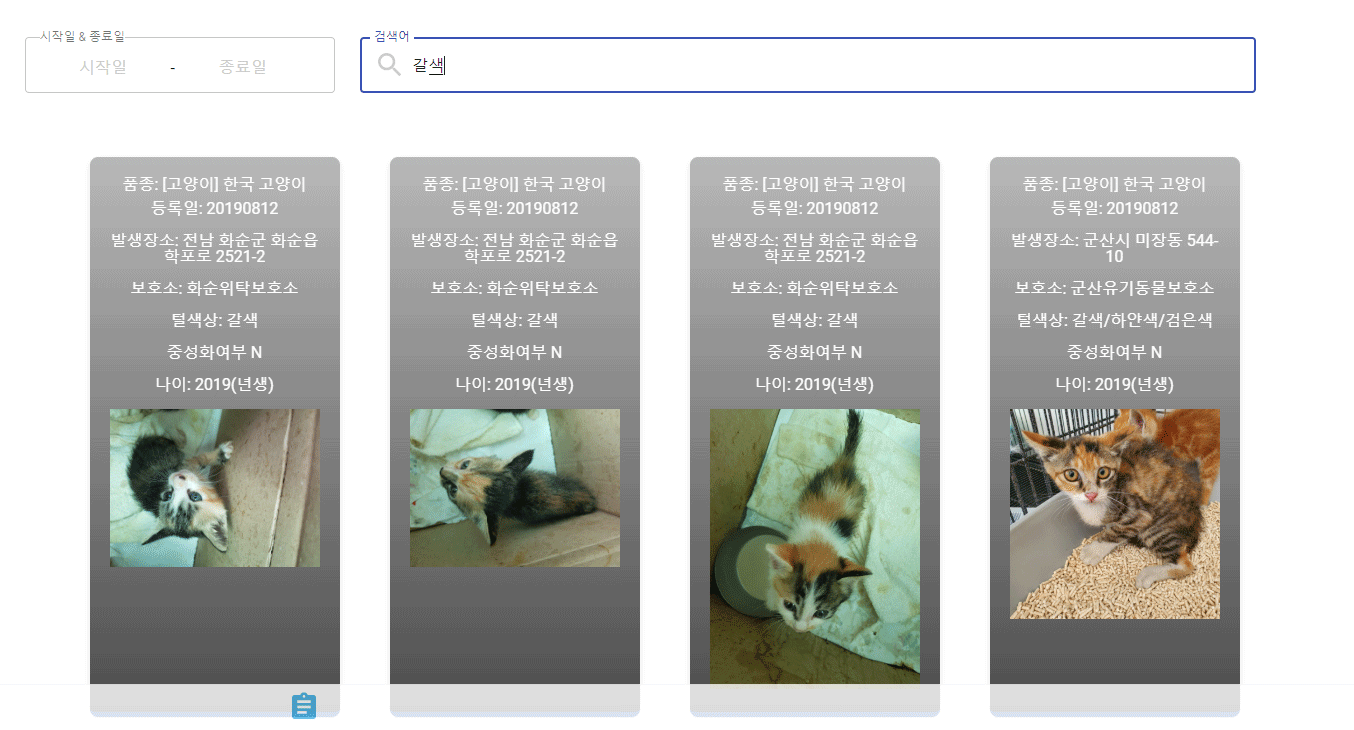 시작일 & 종료일
검색어
시작일 - 종료일
갈색
품종: [고양이] 한국 고양이
등록일: 20190812
발생장소: 전남 화순군 화순읍
학포로 2521-2
보호소: 화순위탁보호소
털색상: 갈색
중성화여부 N
나이: 2019(년생)
품종: [고양이] 한국 고양이
등록일: 20190812
발생장소: 전남 화순군 화순읍
학포로 2521-2
보호소: 화순위탁보호소
털색상: 갈색
중성화여부 N
나이: 2019(년생)
품종: [고양이] 한국 고양이
등록일: 20190812
발생장소: 전남 화순군 화순읍
학포로 2521-2
보호소: 화순위탁보호소
털색상: 갈색
중성화여부 N
나이: 2019(년생)
품종: [고양이] 한국 고양이
등록일: 20190812
발생장소: 군산시 미장동 544-
10
보호소: 군산유기동물보호소
털색상: 갈색/하얀색/검은색
중성화여부 N
나이: 2019(년생)